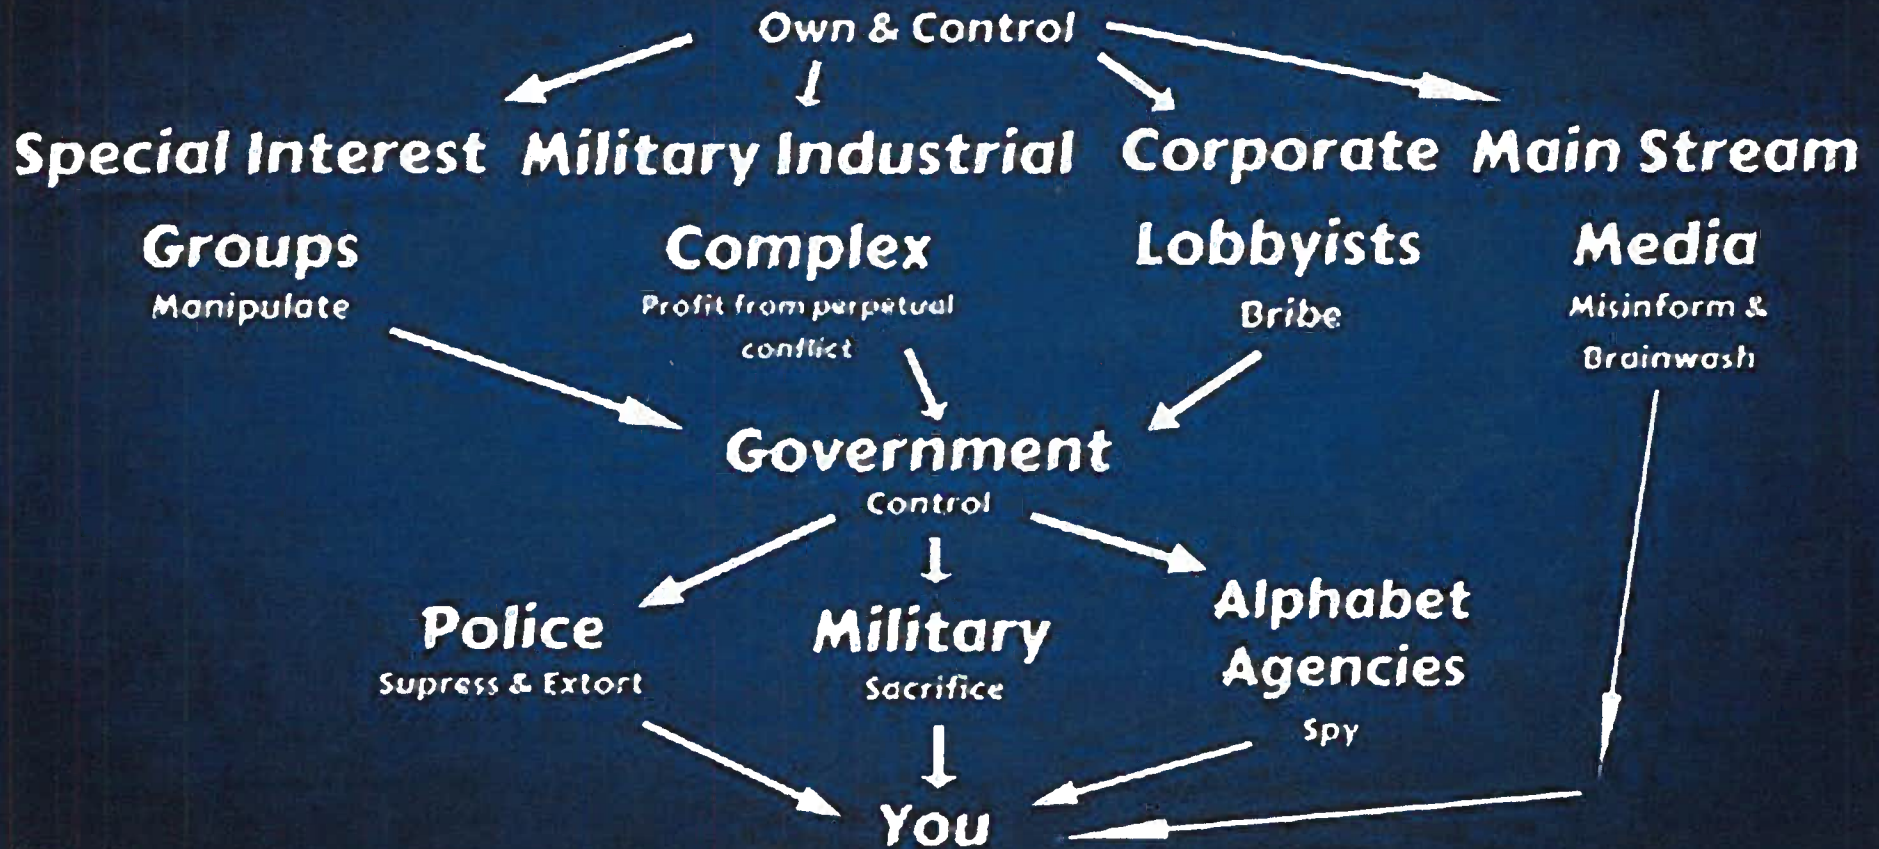 Own & Control
Special Interest Military Industrial Corporate Main Stream
Groups Complex Lobbyists Media
Manipulate Profit from perpetual Bribe Misinform &
conflict Brainwash
Government
Control
Police Military Alphabet
Agencies
Supress & Extort Sacrifice
Spy
You